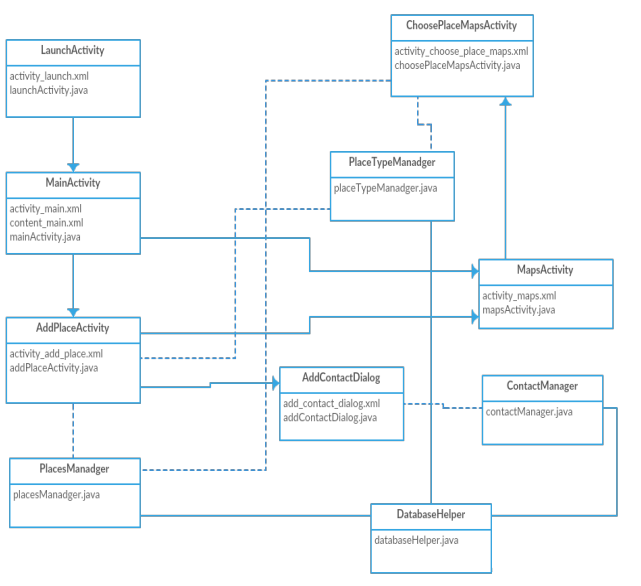 ChoosePlaceMapsActivity
activity_choose_place_maps.xml
choosePlaceMapsActivity.java
LaunchActivity
activity_launch.xml
launchActivity.java
PlaceTypeManadger
placeTypeManadger.java
MainActivity
activity_main.xml
content_main.xml
mainActivity.java
MapsActivity
activity_maps.xml
mapsActivity.java
AddPlaceActivity
activity_add_place.xml
addPlaceActivity.java
AddContactDialog
add_contact_dialog.xml
addContactDialog.java
ContactManager
contactManager.java
PlacesManadger
placesManadger.java
DatabaseHelper
databaseHelper.java